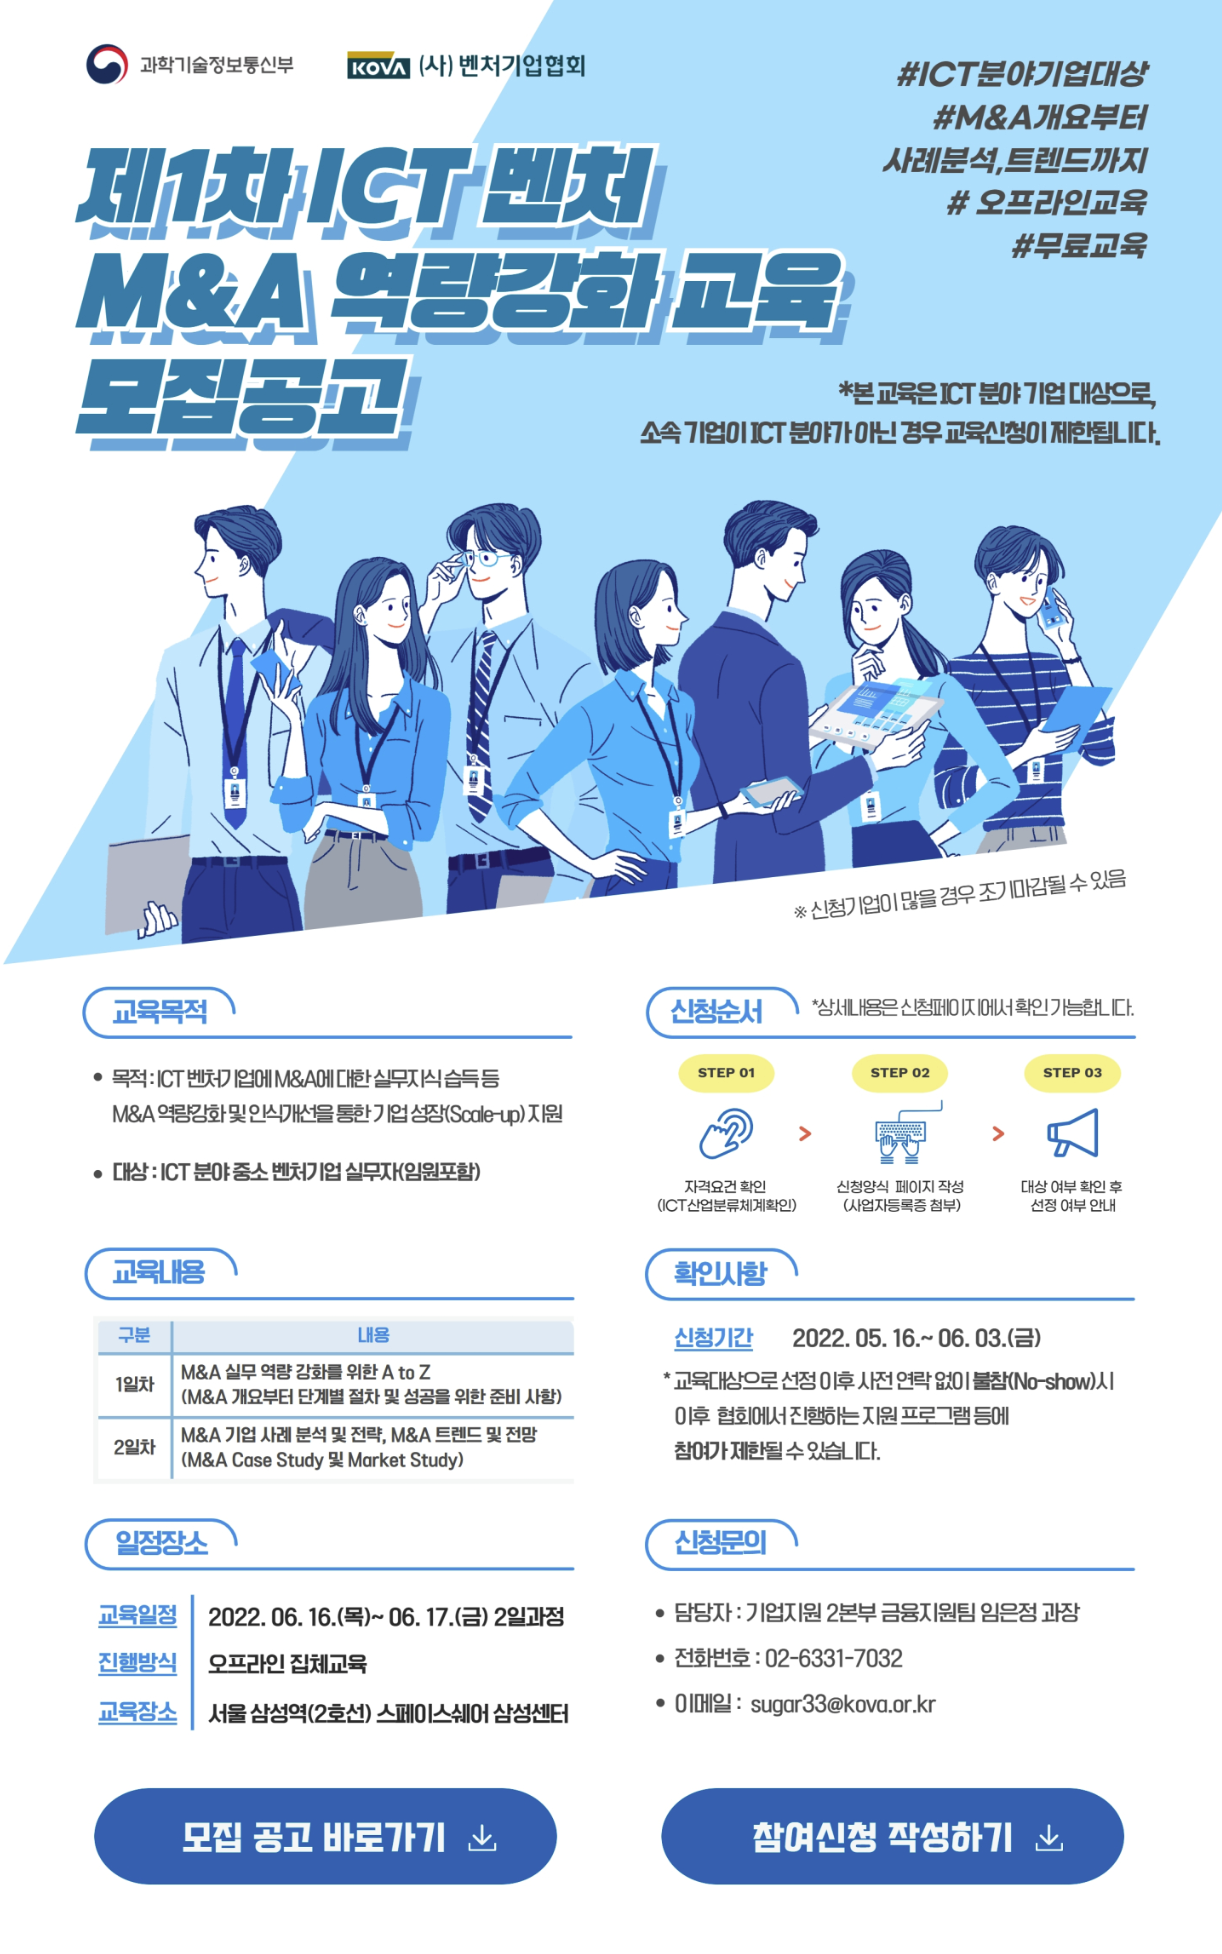 과학기술정보통신부
KOVA (사) 벤처기업협회
#ICT분야기업대상
#M&A개요부터
사례분석,트렌드까지
# 오프라인교육
#무료교육
제1차 ICT 벤처
M&A 역량강화 교육
모집공고
*본 교육은 ICT 분야 기업 대상으로,
소속 기업이 ICT 분야가 아닌 경우 교육신청이 제한됩니다.
※ 신청기업이 많을 경우 조기마감될 수 있음
교육목적
• 목적 : ICT 벤처기업에 M&A에 대한 실무지식 습득 등
M&A 역량강화 및 인식개선을 통한 기업 성장(Scale-up) 지원
• 대상 : ICT 분야 중소 벤처기업 실무자(임원포함)
신청순서
*상세내용은 신청페이지에서 확인 가능합니다.
STEP 01
STEP 02
STEP 03
자격요건 확인
(ICT산업분류체계확인)
신청양식 페이지 작성
(사업자등록증 첨부)
대상 여부 확인 후
선정 여부 안내
교육내용
구분 내용
1일차
M&A 실무 역량 강화를 위한 A to Z
(M&A 개요부터 단계별 절차 및 성공을 위한 준비 사항)
2일차
M&A 기업 사례 분석 및 전략, M&A 트렌드 및 전망
(M&A Case Study 및 Market Study)
확인사항
신청기간 2022. 05. 16.~ 06. 03.(금)
* 교육대상으로 선정 이후 사전 연락 없이 불참(No-show)시
이후 협회에서 진행하는 지원 프로그램 등에
참여가 제한될 수 있습니다.
일정장소
교육일정 2022. 06. 16.(목)~ 06. 17.(금) 2일과정
진행방식 오프라인 집체교육
교육장소 서울 삼성역(2호선) 스페이스쉐어 삼성센터
신청문의
• 담당자 : 기업지원 2본부 금융지원팀 임은정 과장
• 전화번호 : 02-6331-7032
• 이메일 : sugar33@kova.or.kr
모집 공고 바로가기
참여신청 작성하기